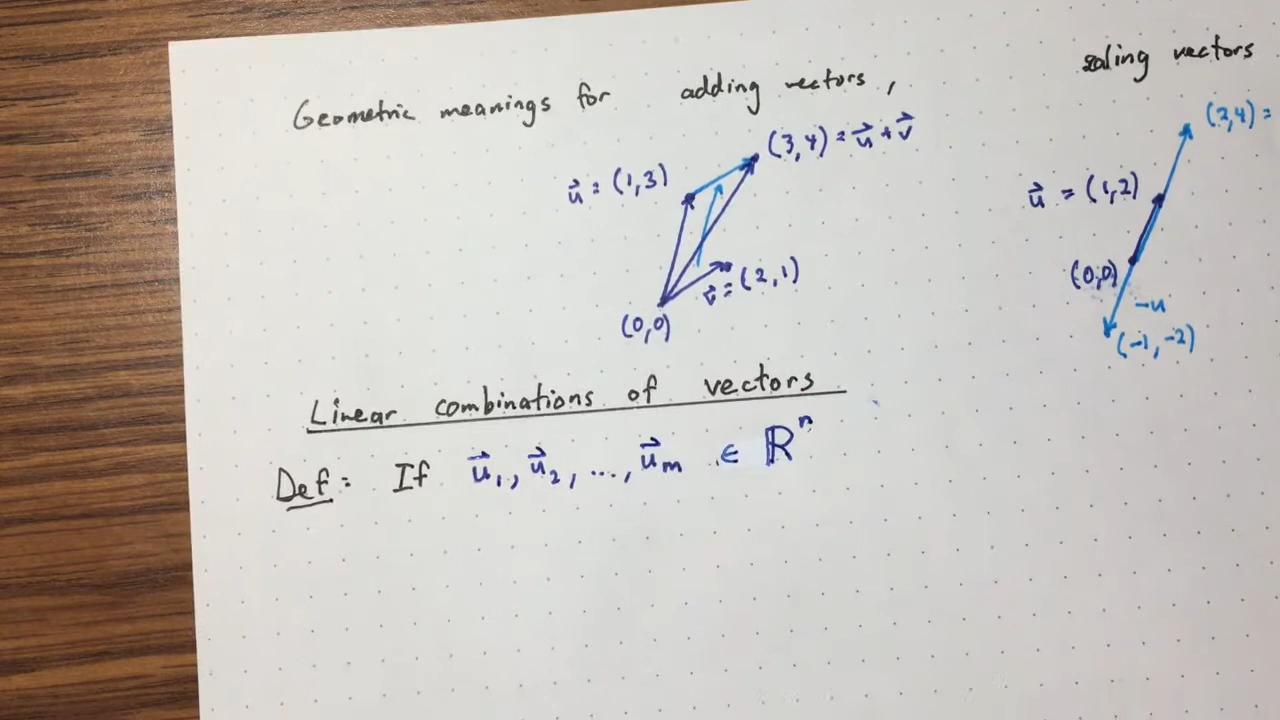 Geometric meanings for adding vectors, scaling vectors
(3,4) = u⃗ + v⃗
u⃗ = (1,3)
v⃗ = (2,1)
(0,0)
(2,4) =
u⃗ = (1,2)
(0,0)
-u
(-1,-2)
Linear combinations of vectors
Def: If u⃗₁, u⃗₂, ..., u⃗ₘ ∈ ℝⁿ